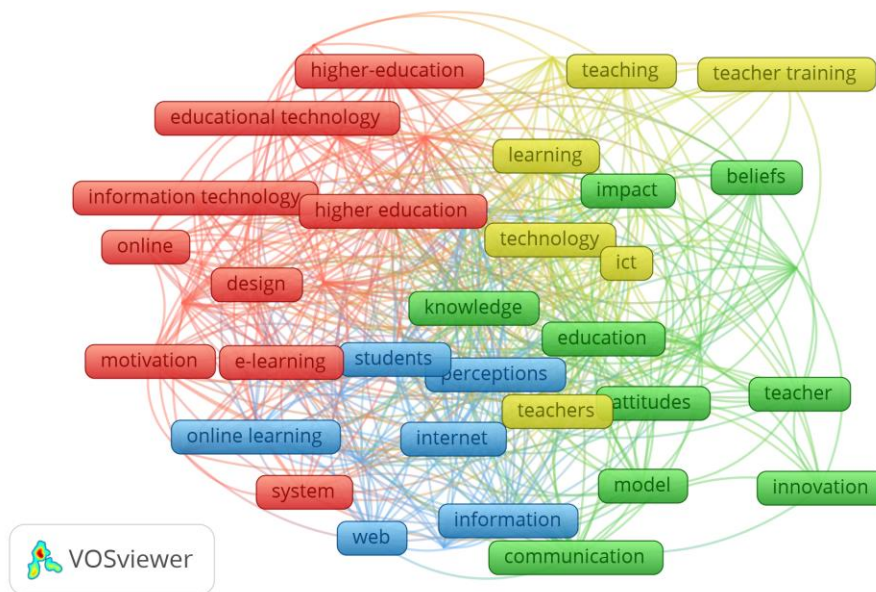 higher-education
teaching
teacher training
educational technology
learning
information technology
impact
beliefs
higher education
online
technology
ict
design
knowledge
education
motivation
e-learning
students
perceptions
attitudes
teacher
teachers
online learning
internet
system
model
innovation
web
information
communication
VOSviewer